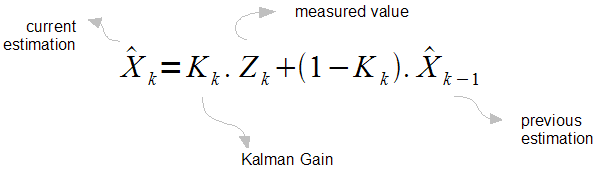 current
estimation
measured value
X̂ₖ=Kₖ. Zₖ+(1−Kₖ). X̂ₖ₋₁
previous
estimation
Kalman Gain